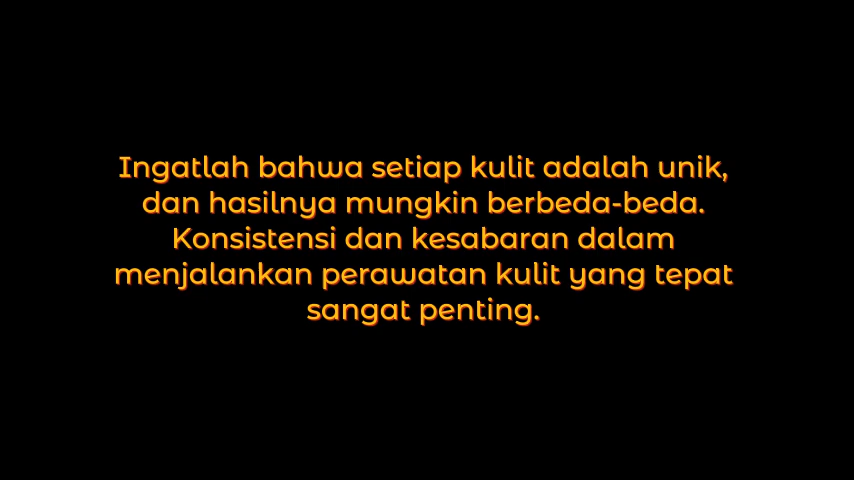 Ingatlah bahwa setiap kulit adalah unik,
dan hasilnya mungkin berbeda-beda.
Konsistensi dan kesabaran dalam
menjalankan perawatan kulit yang tepat
sangat penting.